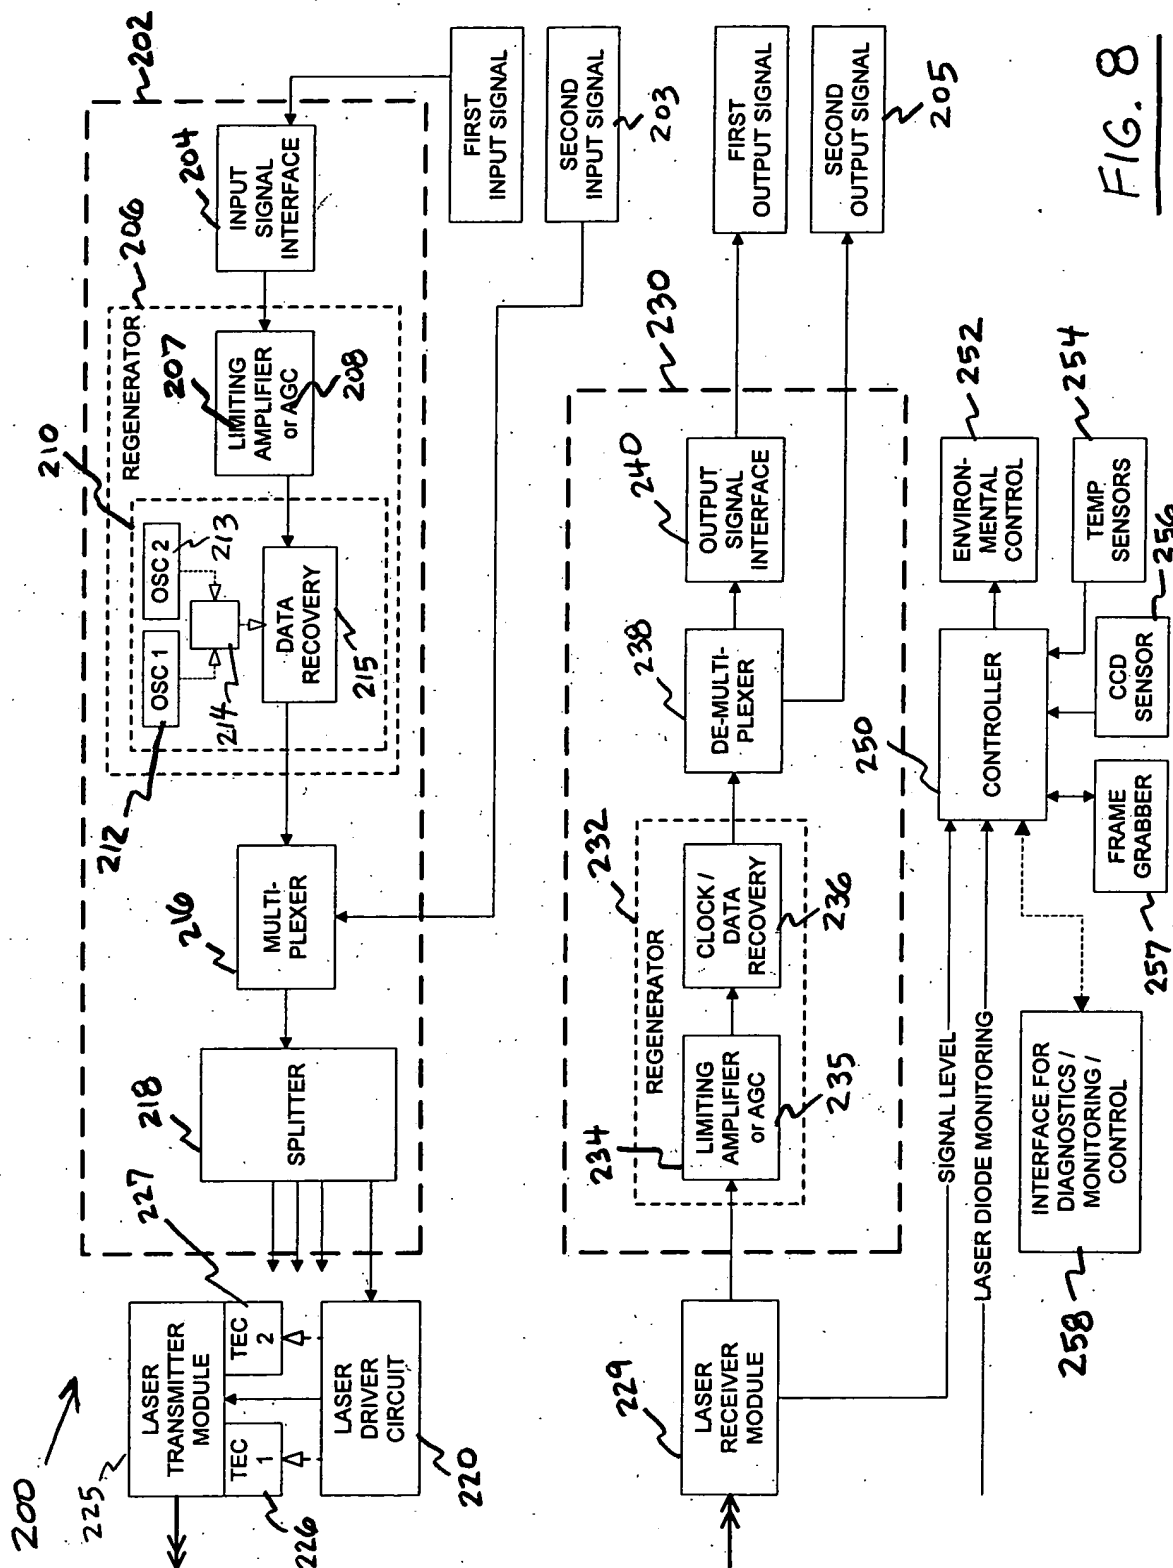 200
225
LASER
TRANSMITTER
MODULE
TEC
1
TEC
2
226
227
LASER
DRIVER
CIRCUIT
220
218
SPLITTER
216
MULTI-
PLEXER
212
210
REGENERATOR
206
OSC 1
OSC 2
213
214
DATA
RECOVERY
215
207
LIMITING
AMPLIFIER
or AGC
208
204
INPUT
SIGNAL
INTERFACE
202
FIRST
INPUT SIGNAL
SECOND
INPUT SIGNAL
203
229
LASER
RECEIVER
MODULE
232
REGENERATOR
234
LIMITING
AMPLIFIER
or AGC
235
CLOCK /
DATA
RECOVERY
236
238
DE-MULTI-
PLEXER
240
OUTPUT
SIGNAL
INTERFACE
230
FIRST
OUTPUT SIGNAL
SECOND
OUTPUT SIGNAL
205
SIGNAL LEVEL
LASER DIODE MONITORING
250
CONTROLLER
ENVIRON-
MENTAL
CONTROL
252
TEMP
SENSORS
254
CCD
SENSOR
256
FRAME
GRABBER
257
INTERFACE FOR
DIAGNOSTICS /
MONITORING /
CONTROL
258
FIG. 8